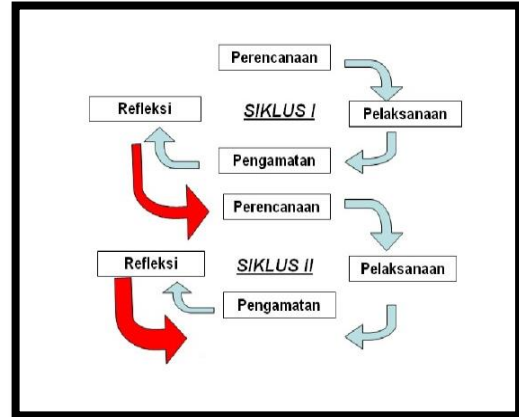 Perencanaan
Refleksi
SIKLUS I
Pelaksanaan
Pengamatan
Perencanaan
Refleksi
SIKLUS II
Pelaksanaan
Pengamatan